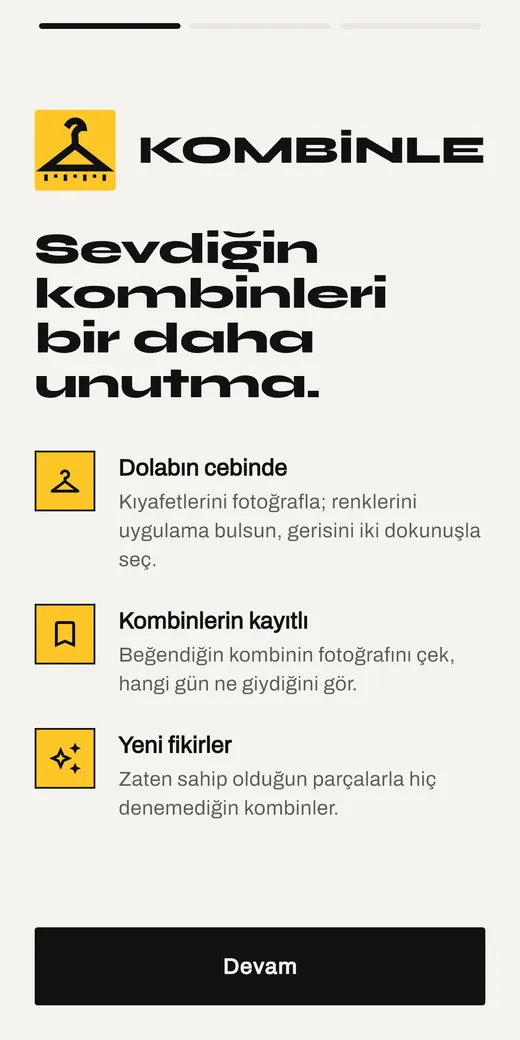 KOMBİNLE
Sevdiğin
kombinleri
bir daha
unutma.
Dolabın cebinde
Kıyafetlerini fotoğrafla; renklerini
uygulama bulsun, gerisini iki dokunuşla
seç.
Kombinlerin kayıtlı
Beğendiğin kombinin fotoğrafını çek,
hangi gün ne giydiğini gör.
Yeni fikirler
Zaten sahip olduğun parçalarla hiç
denemediğin kombinler.
Devam